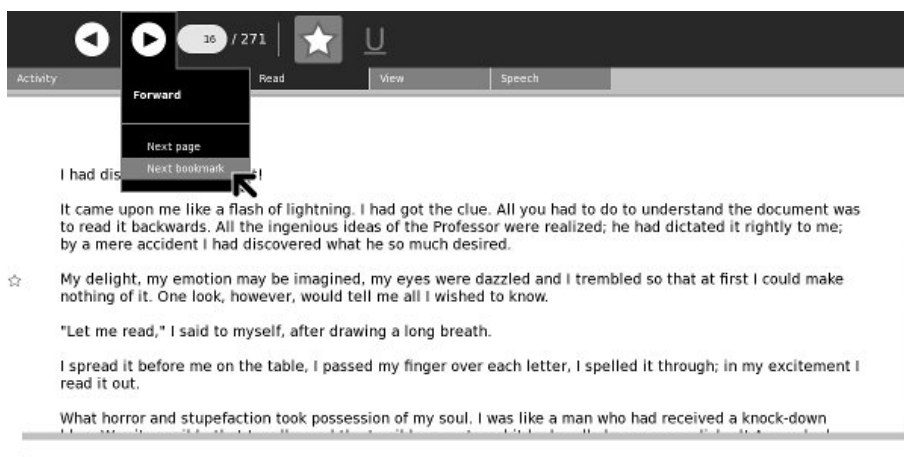 16 / 271 U
Activity Read View Speech
Forward
Next page
Next bookmark
I had dis !
It came upon me like a flash of lightning. I had got the clue. All you had to do to understand the document was
to read it backwards. All the ingenious ideas of the Professor were realized; he had dictated it rightly to me;
by a mere accident I had discovered what he so much desired.
My delight, my emotion may be imagined, my eyes were dazzled and I trembled so that at first I could make
nothing of it. One look, however, would tell me all I wished to know.
"Let me read," I said to myself, after drawing a long breath.
I spread it before me on the table, I passed my finger over each letter, I spelled it through; in my excitement I
read it out.
What horror and stupefaction took possession of my soul. I was like a man who had received a knock-down